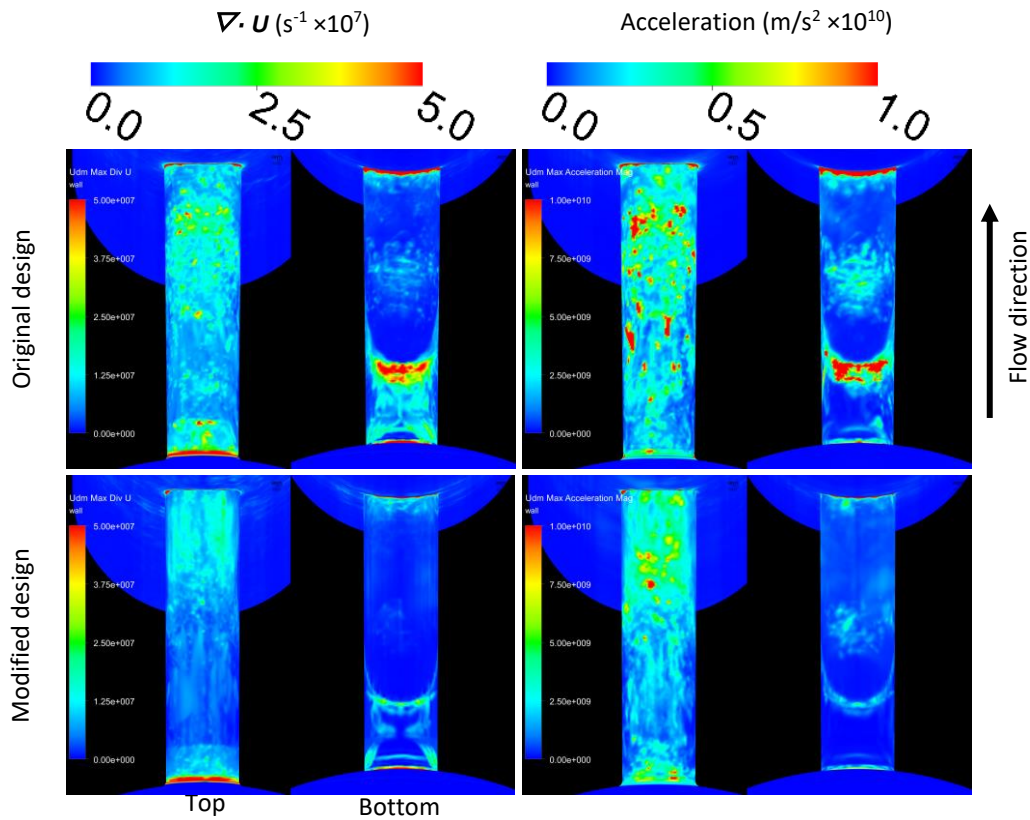 ∇· U (s-1 ×10⁷)
Acceleration (m/s² ×10¹⁰)
0.0
2.5
5.0
0.0
0.5
1.0
Original design
Udm Max Div U
wall
5.00e+007
3.75e+007
2.50e+007
1.25e+007
0.00e+000
Udm Max Acceleration Mag
wall
1.00e+010
7.50e+009
5.00e+009
2.50e+009
0.00e+000
Flow direction
Modified design
Udm Max Div U
wall
5.00e+007
3.75e+007
2.50e+007
1.25e+007
0.00e+000
Udm Max Acceleration Mag
wall
1.00e+010
7.50e+009
5.00e+009
2.50e+009
0.00e+000
Top
Bottom